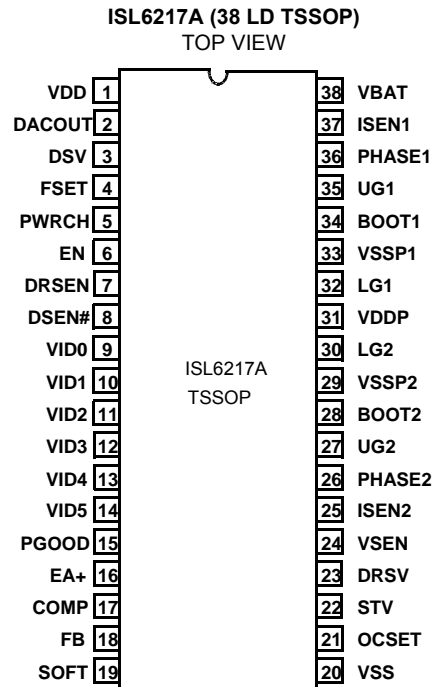 ISL6217A (38 LD TSSOP)
TOP VIEW
VDD 1
DACOUT 2
DSV 3
FSET 4
PWRCH 5
EN 6
DRSEN 7
DSEN# 8
VID0 9
VID1 10
VID2 11
VID3 12
VID4 13
VID5 14
PGOOD 15
EA+ 16
COMP 17
FB 18
SOFT 19
ISL6217A
TSSOP
38 VBAT
37 ISEN1
36 PHASE1
35 UG1
34 BOOT1
33 VSSP1
32 LG1
31 VDDP
30 LG2
29 VSSP2
28 BOOT2
27 UG2
26 PHASE2
25 ISEN2
24 VSEN
23 DRSV
22 STV
21 OCSET
20 VSS